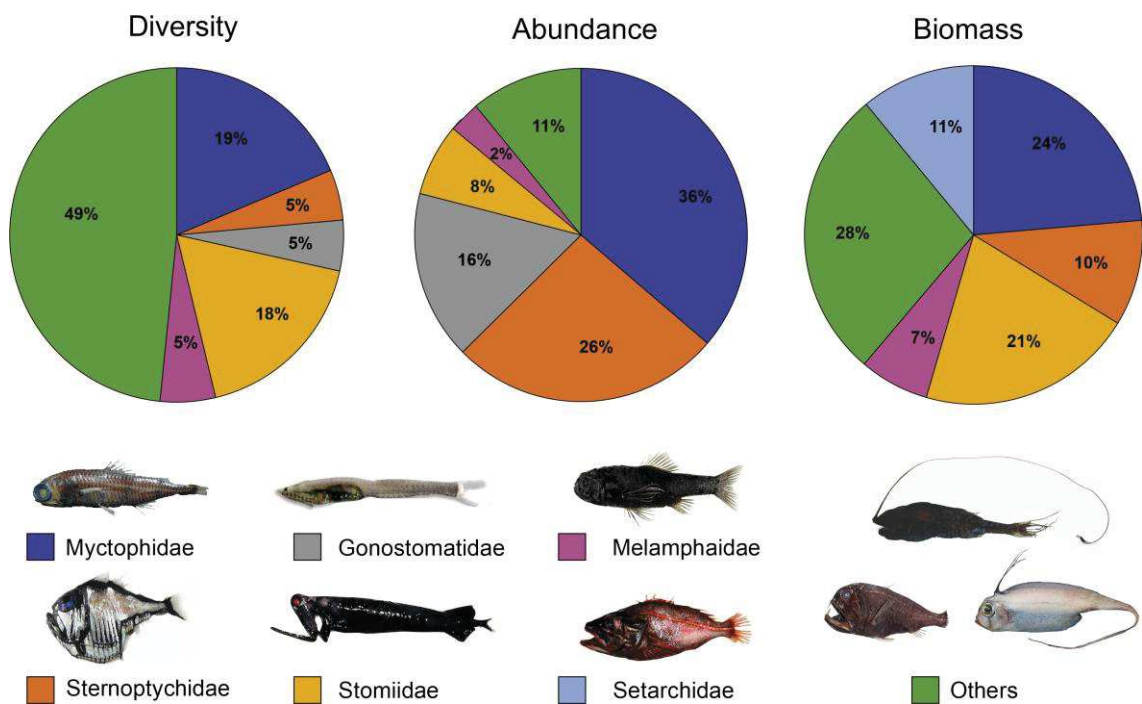 Diversity
Abundance
Biomass
19%
5%
5%
18%
5%
49%
36%
26%
16%
8%
2%
11%
24%
10%
21%
7%
28%
11%
Myctophidae
Gonostomatidae
Melamphaidae
Sternoptychidae
Stomiidae
Setarchidae
Others